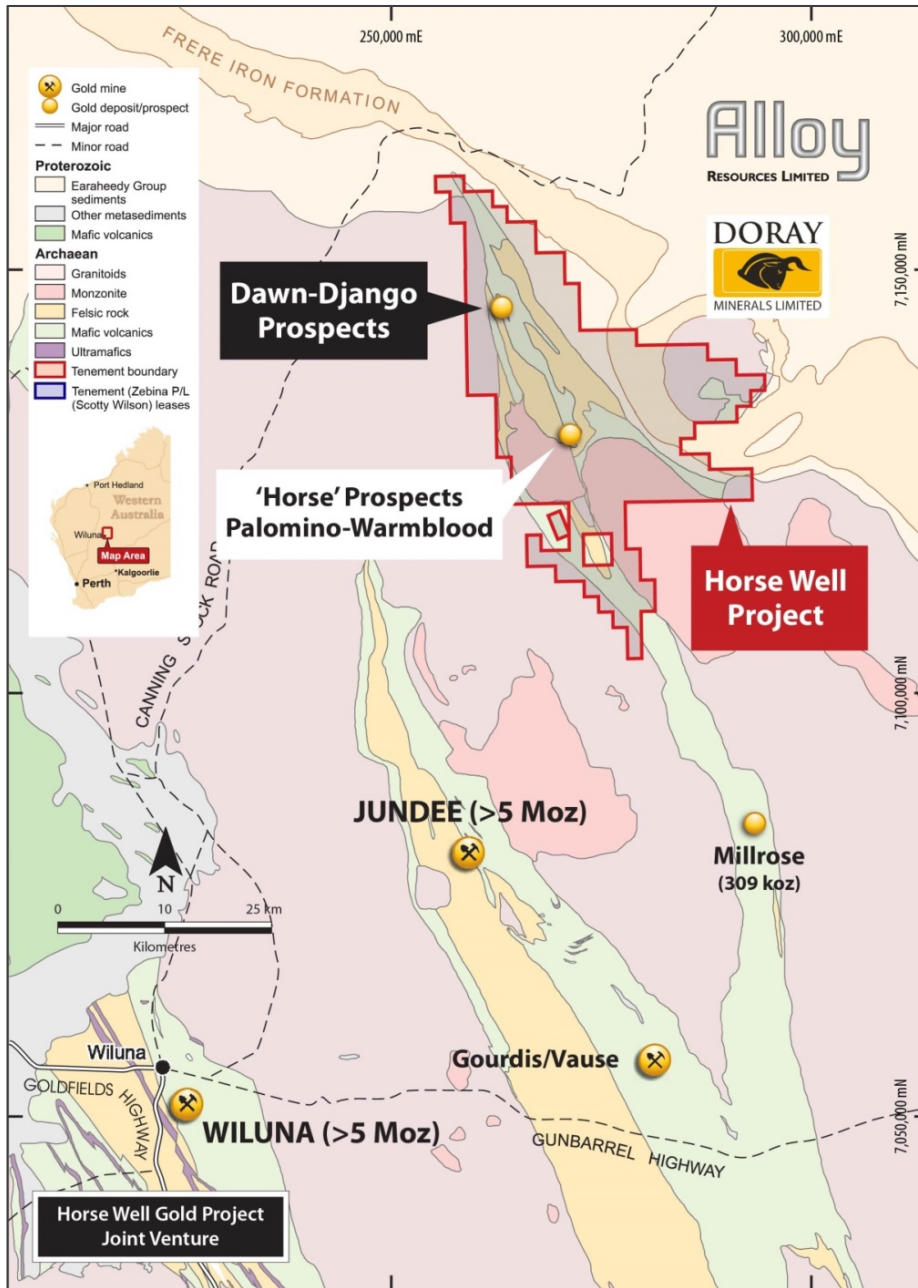 250,000 mE
300,000 mE
FRERE IRON FORMATION
Alloy
RESOURCES LIMITED
DORAY
MINERALS LIMITED
7,150,000 mN
Gold mine
Gold deposit/prospect
Major road
Minor road
Proterozoic
Earaheedy Group
sediments
Other metasediments
Mafic volcanics
Archaean
Granitoids
Monzonite
Felsic rock
Mafic volcanics
Ultramafics
Tenement boundary
Tenement (Zebina P/L
(Scotty Wilson) leases
Port Hedland
Western
Australia
Wiluna
Map Area
Kalgoorlie
Perth
Dawn-Django
Prospects
'Horse' Prospects
Palomino-Warmblood
Horse Well
Project
CANNING STOCK ROAD
7,100,000 mN
JUNDEE (>5 Moz)
Millrose
(309 koz)
N
0 10 25 km
Kilometres
Wiluna
Gourdis/Vause
GOLDFIELDS HIGHWAY
WILUNA (>5 Moz)
GUNBARREL HIGHWAY
7,050,000 mN
Horse Well Gold Project
Joint Venture